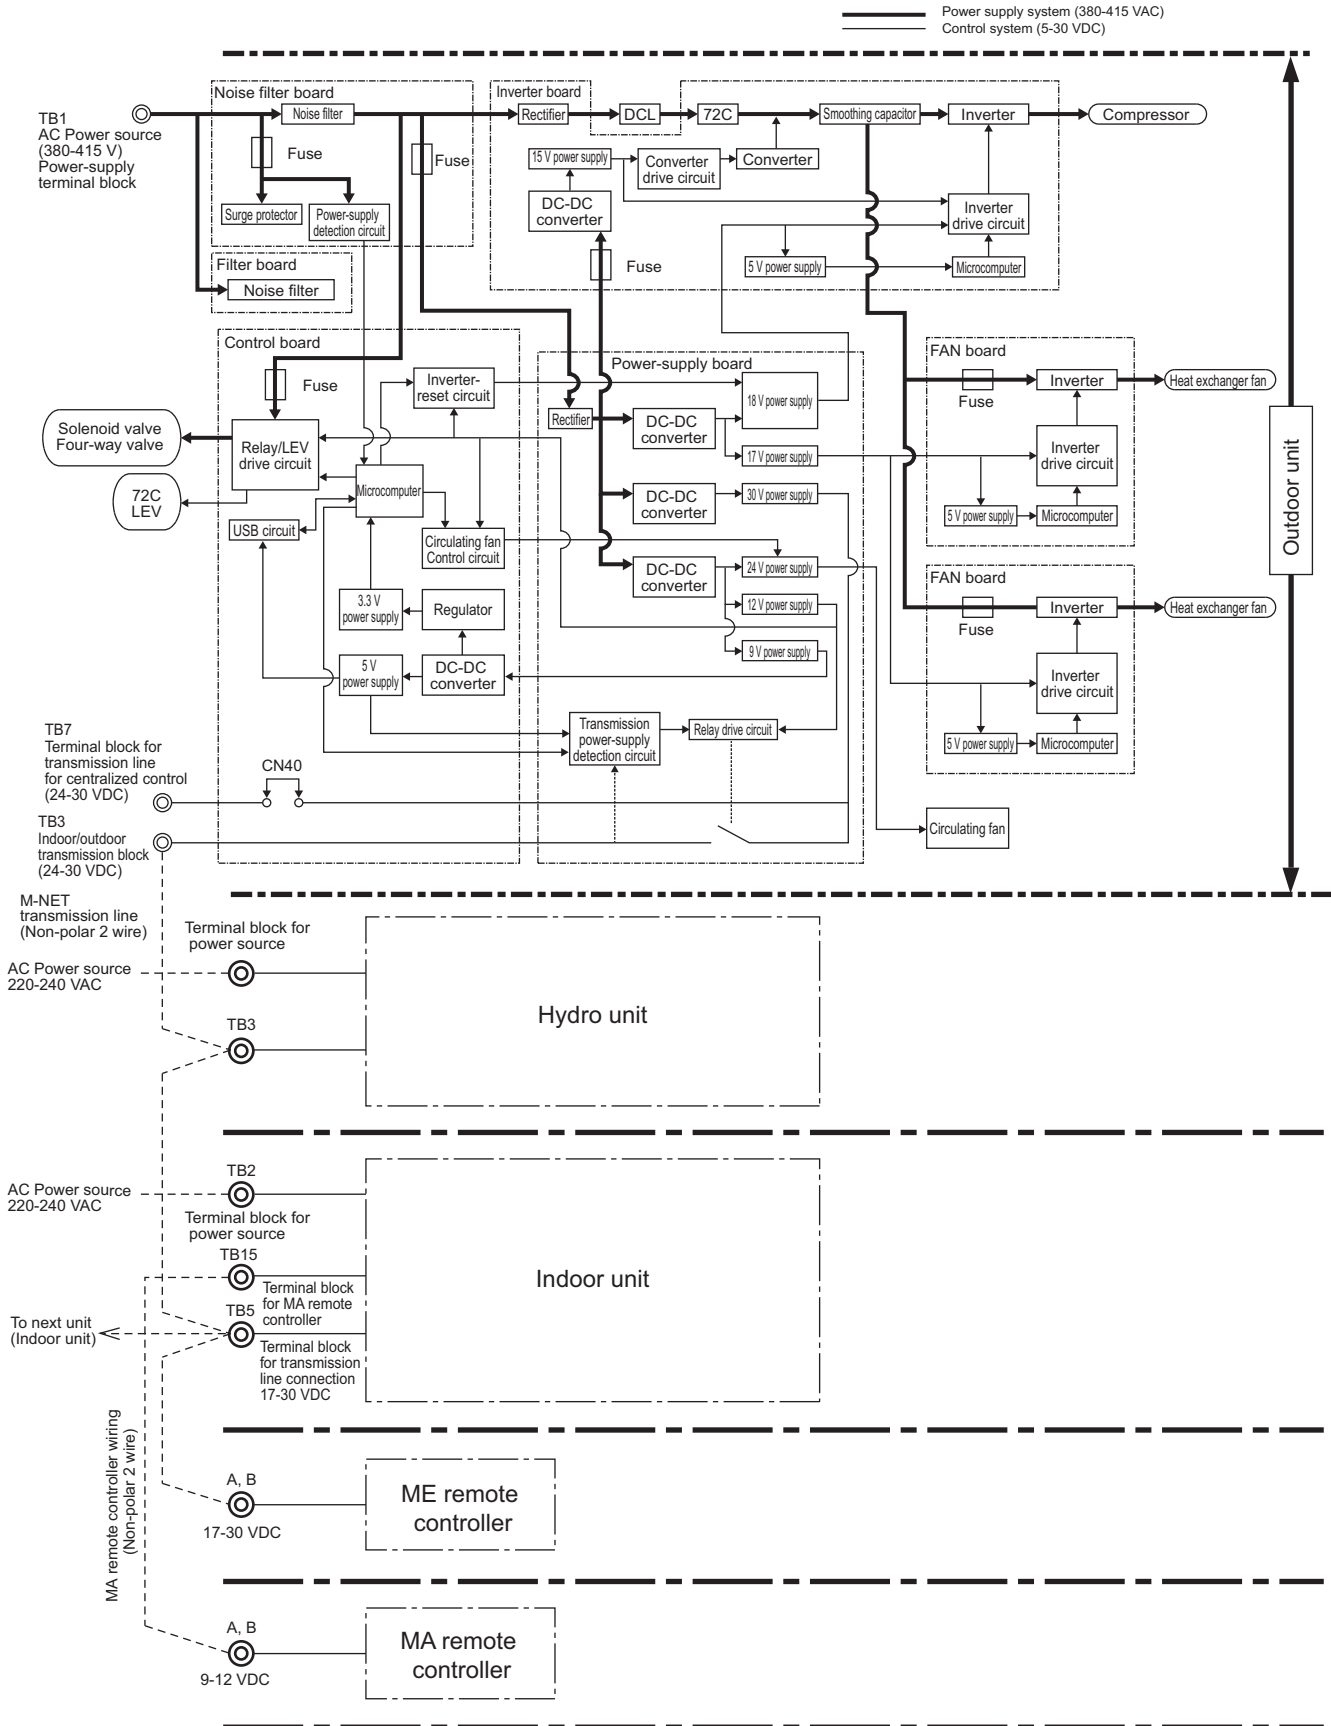 Power supply system (380-415 VAC)
Control system (5-30 VDC)
Noise filter board
Inverter board
TB1
AC Power source
(380-415 V)
Power-supply
terminal block
Noise filter
Rectifier
DCL
72C
Smoothing capacitor
Inverter
Compressor
Fuse
Fuse
15 V power supply
Converter
drive circuit
Converter
DC-DC
converter
Surge protector
Power-supply
detection circuit
Inverter
drive circuit
Fuse
5 V power supply
Microcomputer
Filter board
Noise filter
Control board
Power-supply board
FAN board
Fuse
Inverter-
reset circuit
18 V power supply
Fuse
Inverter
Heat exchanger fan
Solenoid valve
Four-way valve
Relay/LEV
drive circuit
Rectifier
DC-DC
converter
17 V power supply
Inverter
drive circuit
72C
LEV
Microcomputer
DC-DC
converter
30 V power supply
5 V power supply
Microcomputer
USB circuit
Circulating fan
Control circuit
DC-DC
converter
24 V power supply
Outdoor unit
FAN board
3.3 V
power supply
Regulator
12 V power supply
Fuse
Inverter
Heat exchanger fan
9 V power supply
5 V
power supply
DC-DC
converter
Inverter
drive circuit
Transmission
power-supply
detection circuit
Relay drive circuit
5 V power supply
Microcomputer
TB7
Terminal block for
transmission line
for centralized control
(24-30 VDC)
CN40
TB3
Indoor/outdoor
transmission block
(24-30 VDC)
Circulating fan
M-NET
transmission line
(Non-polar 2 wire)
Terminal block for
power source
AC Power source
220-240 VAC
TB3
Hydro unit
TB2
AC Power source
220-240 VAC
Terminal block for
power source
TB15
Terminal block
for MA remote
controller
Indoor unit
TB5
To next unit
(Indoor unit)
Terminal block
for transmission
line connection
17-30 VDC
MA remote controller wiring
(Non-polar 2 wire)
A, B
17-30 VDC
ME remote
controller
A, B
9-12 VDC
MA remote
controller